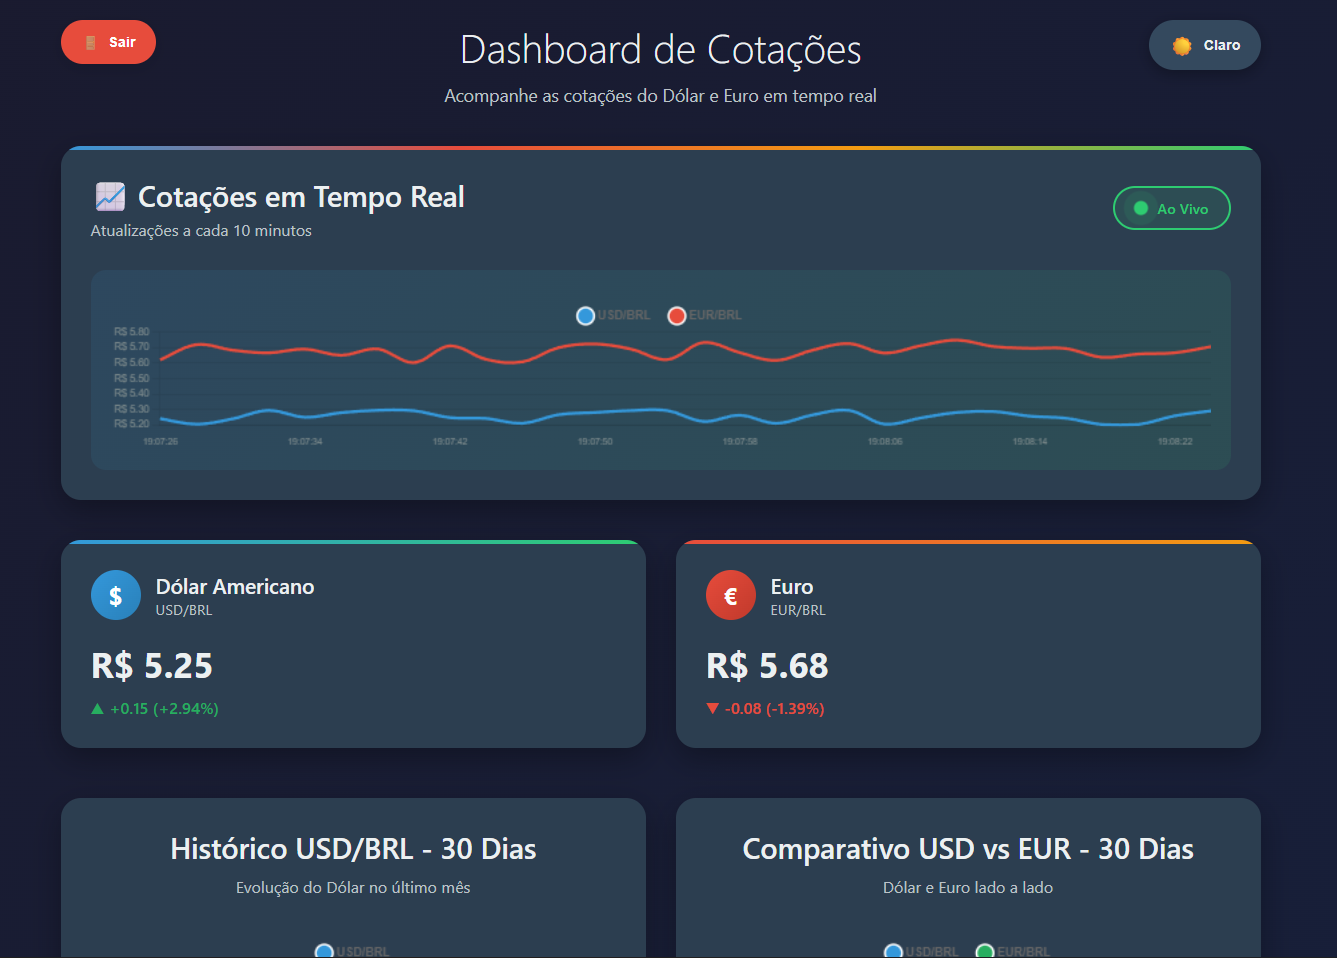 Sair
Dashboard de Cotações
Claro
Acompanhe as cotações do Dólar e Euro em tempo real
Cotações em Tempo Real
Atualizações a cada 10 minutos
Ao Vivo
USD/BRL EUR/BRL
R$ 5.80
R$ 5.70
R$ 5.60
R$ 5.50
R$ 5.40
R$ 5.30
R$ 5.20
19:07:26 19:07:34 19:07:42 19:07:50 19:07:58 19:08:06 19:08:14 19:08:22
$ Dólar Americano
USD/BRL
R$ 5.25
▲ +0.15 (+2.94%)
€ Euro
EUR/BRL
R$ 5.68
▼ -0.08 (-1.39%)
Histórico USD/BRL - 30 Dias
Evolução do Dólar no último mês
USD/BRL
Comparativo USD vs EUR - 30 Dias
Dólar e Euro lado a lado
USD/BRL EUR/BRL